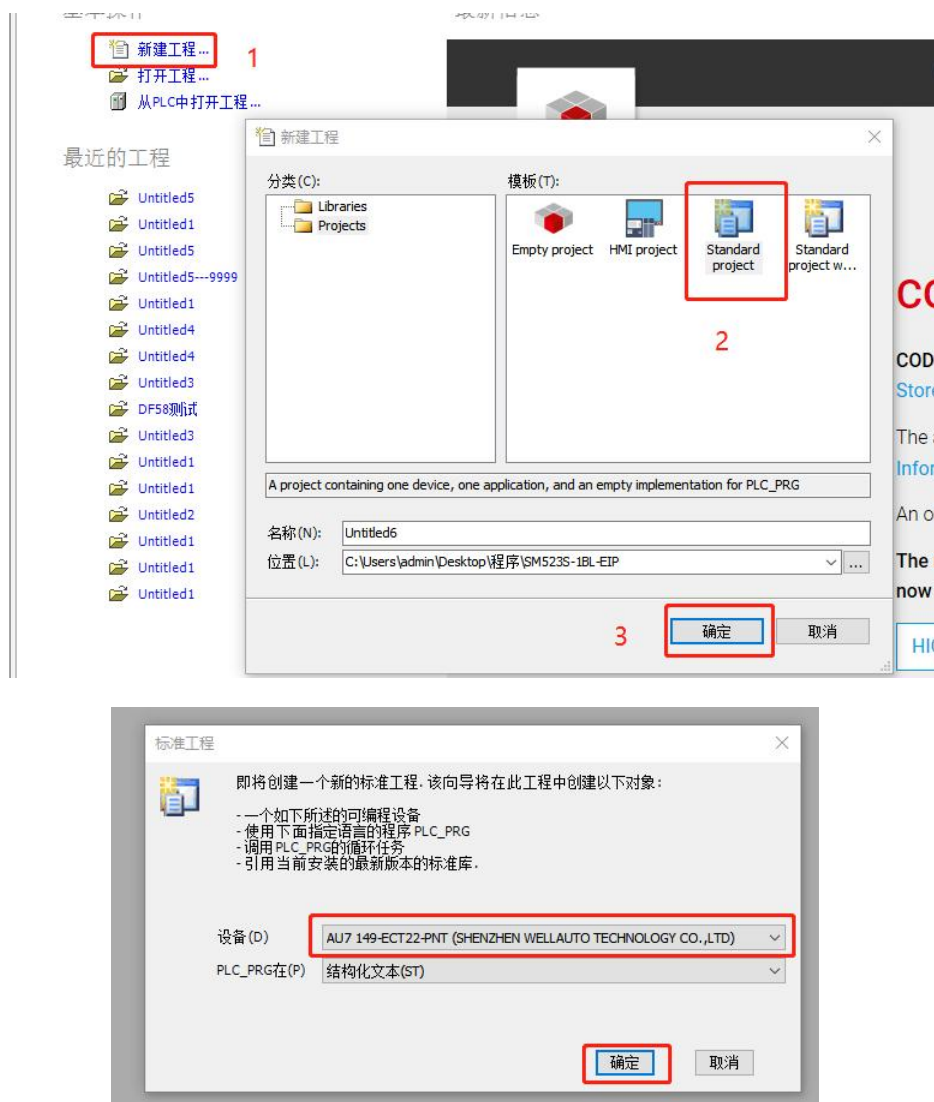 新建工程...
1
打开工程...
从PLC中打开工程...
最近的工程
Untitled5
Untitled1
Untitled5
Untitled5---9999
Untitled1
Untitled4
Untitled4
Untitled3
DF58测试
Untitled3
Untitled1
Untitled1
Untitled2
Untitled1
Untitled1
Untitled1
新建工程
分类(C):
Libraries
Projects
模板(T):
Empty project
HMI project
Standard project
Standard project w...
2
A project containing one device, one application, and an empty implementation for PLC_PRG
名称(N): Untitled6
位置(L): C:\Users\admin\Desktop\程序\SM523S-1BL-EIP
...
3
确定
取消
COD
Store
The
Infor
An o
The
now
标准工程
即将创建一个新的标准工程.该向导将在此工程中创建以下对象:
-一个如下所述的可编程设备
-使用下面指定语言的程序PLC_PRG
-调用PLC_PRG的循环任务
-引用当前安装的最新版本的标准库.
设备(D) AU7 149-ECT22-PNT (SHENZHEN WELLAUTO TECHNOLOGY CO.,LTD)
PLC_PRG在(P) 结构化文本(ST)
确定
取消